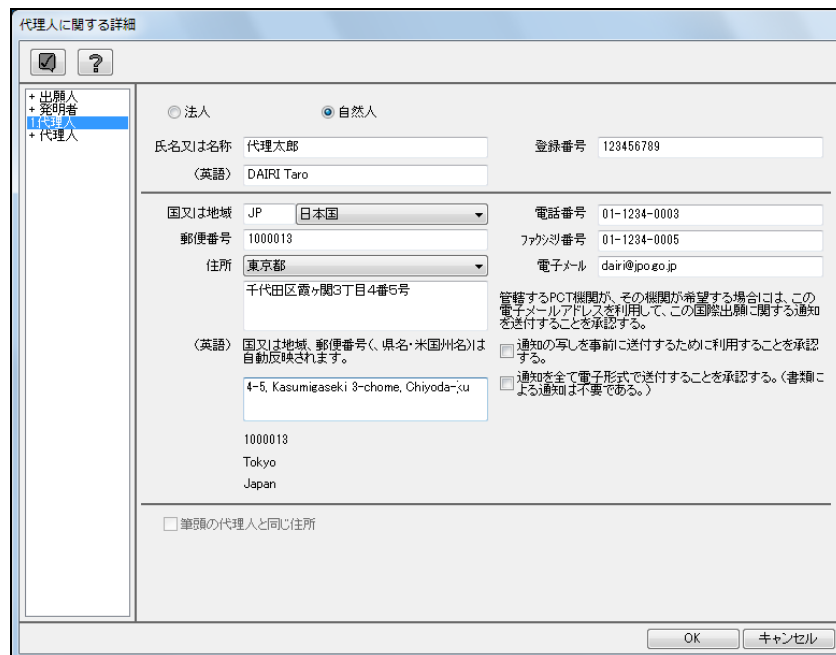 代理人に関する詳細
+ 出願人
+ 発明者
1代理人
+ 代理人
法人 自然人
氏名又は名称 代理太郎 登録番号 123456789
(英語) DAIRI Taro
国又は地域 JP 日本国 電話番号 01-1234-0003
郵便番号 1000013 ファクシミリ番号 01-1234-0005
住所 東京都 電子メール dairi@jpo.go.jp
千代田区霞ヶ関3丁目4番5号
管轄するPCT機関が、その機関が希望する場合には、この
電子メールアドレスを利用して、この国際出願に関する通知
を送付することを承認する。
(英語) 国又は地域、郵便番号(、県名・米国州名)は
自動反映されます。
通知の写しを事前に送付するために利用することを承認
する。
通知を全て電子形式で送付することを承認する。(書類に
よる通知は不要である。)
4-5, Kasumigaseki 3-chome, Chiyoda-ku
1000013
Tokyo
Japan
筆頭の代理人と同じ住所
OK キャンセル